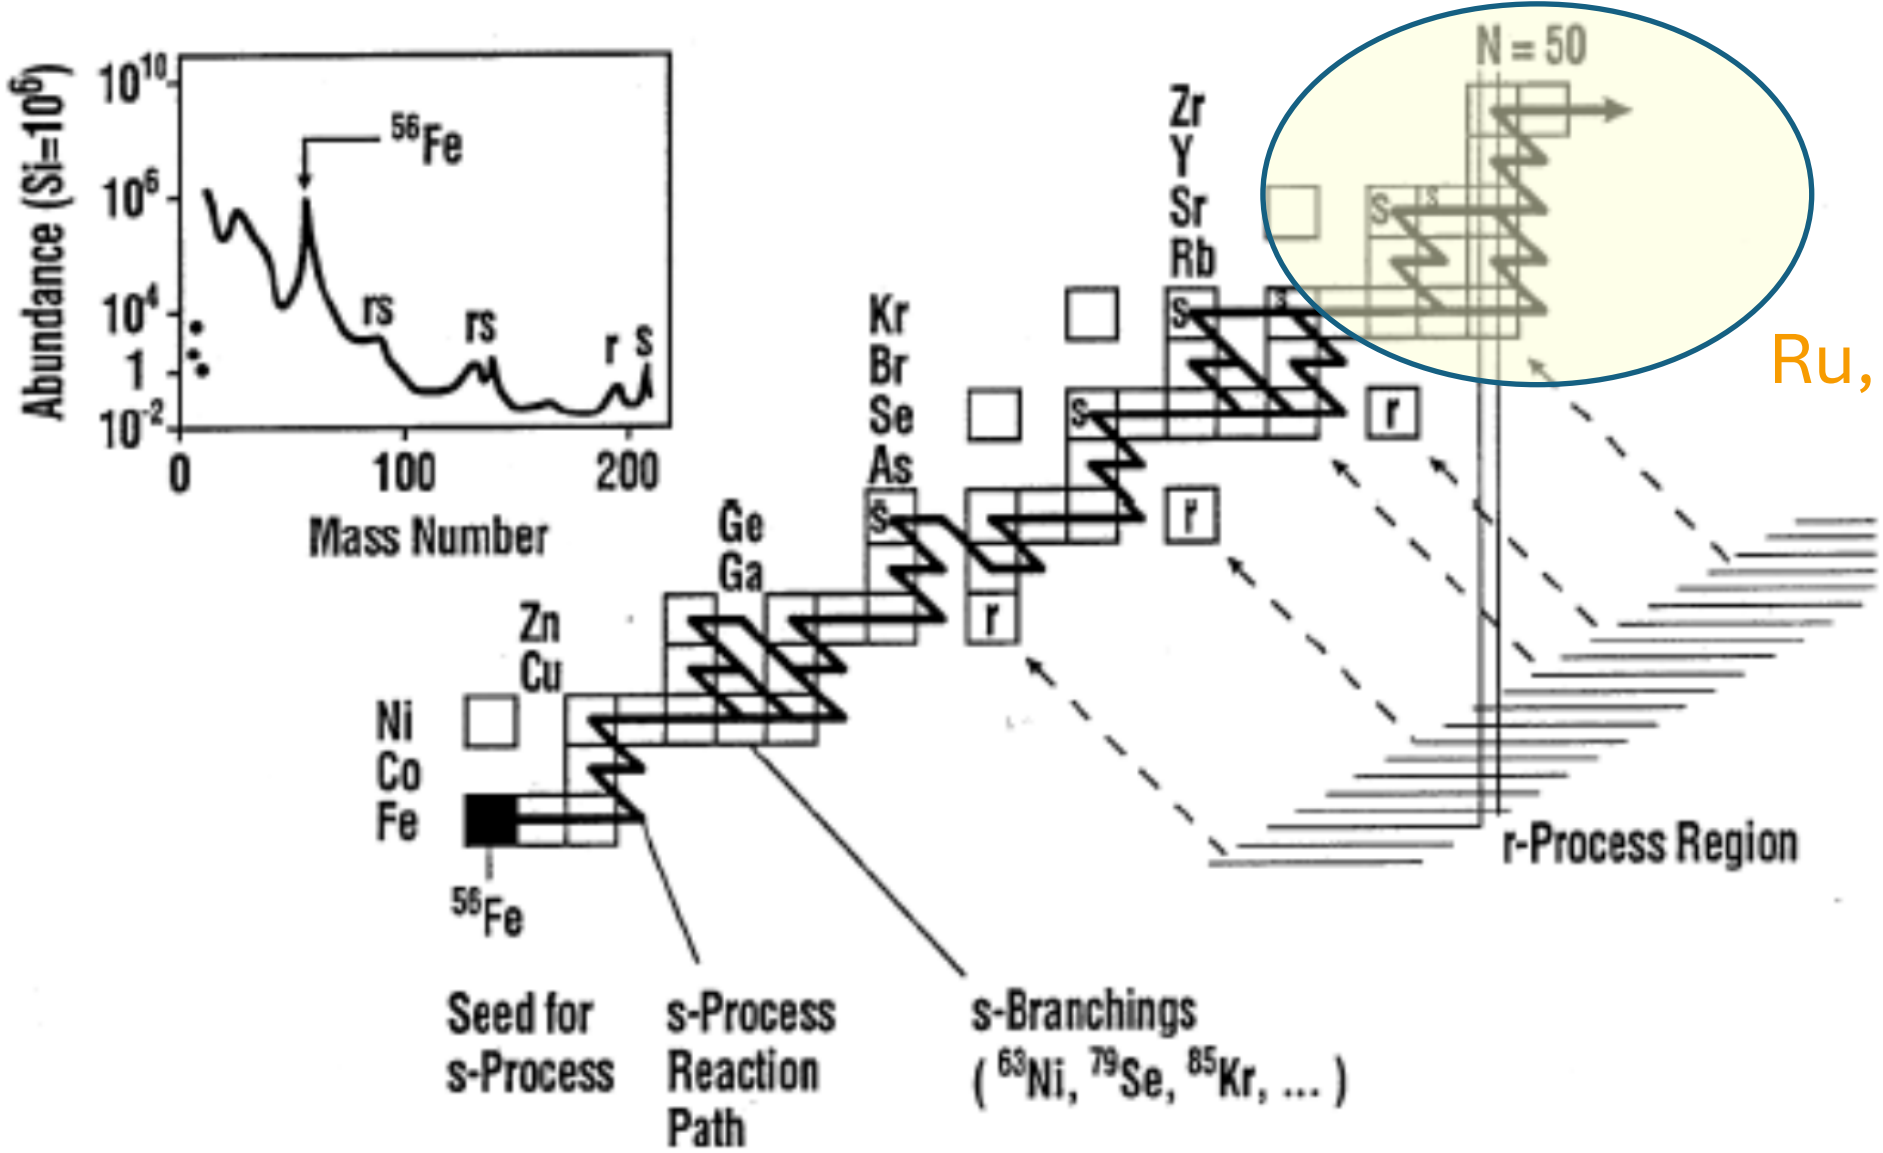 N = 50
10^10
10^6
10^4
1
10^-2
Abundance (Si=10^6)
56Fe
rs
rs
r
s
0
100
200
Mass Number
Zr
Y
Sr
Rb
s
s
Kr
Br
Se
As
s
s
s
r
Ru,
Ge
Ga
s
r
Zn
Cu
r
Ni
Co
Fe
56Fe
r-Process Region
Seed for
s-Process
s-Process
Reaction
Path
s-Branchings
( 63Ni, 79Se, 85Kr, ... )